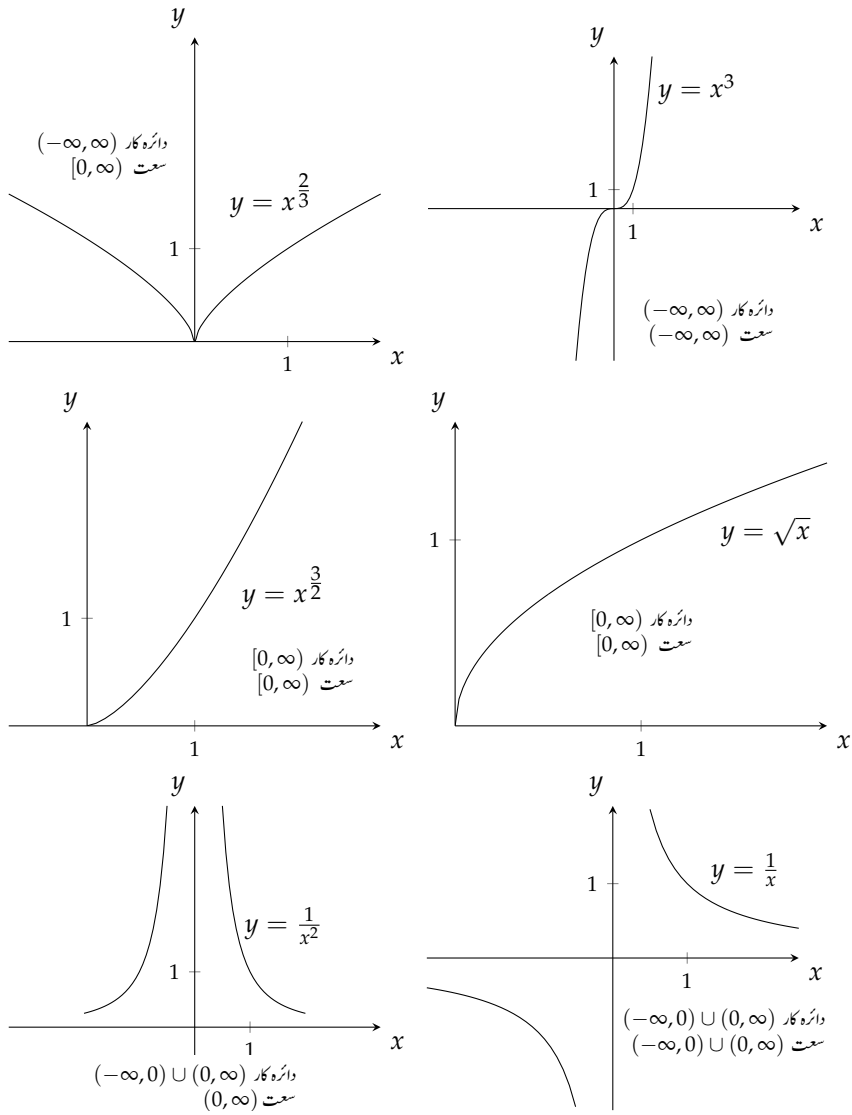 y
y = x^3
دائرہ کار (−∞, ∞)
سعت [0, ∞)
y = x^{2/3}
1
1
x
1
1
x
دائرہ کار (−∞, ∞)
سعت (−∞, ∞)
y
y
y
y = √x
1
y = x^{3/2}
1
دائرہ کار [0, ∞)
سعت [0, ∞)
دائرہ کار [0, ∞)
سعت [0, ∞)
1
x
1
x
y
y
y = 1/x
1
y = 1/x^2
1
x
1
1
x
دائرہ کار (−∞, 0) ∪ (0, ∞)
سعت (−∞, 0) ∪ (0, ∞)
دائرہ کار (−∞, 0) ∪ (0, ∞)
سعت (0, ∞)